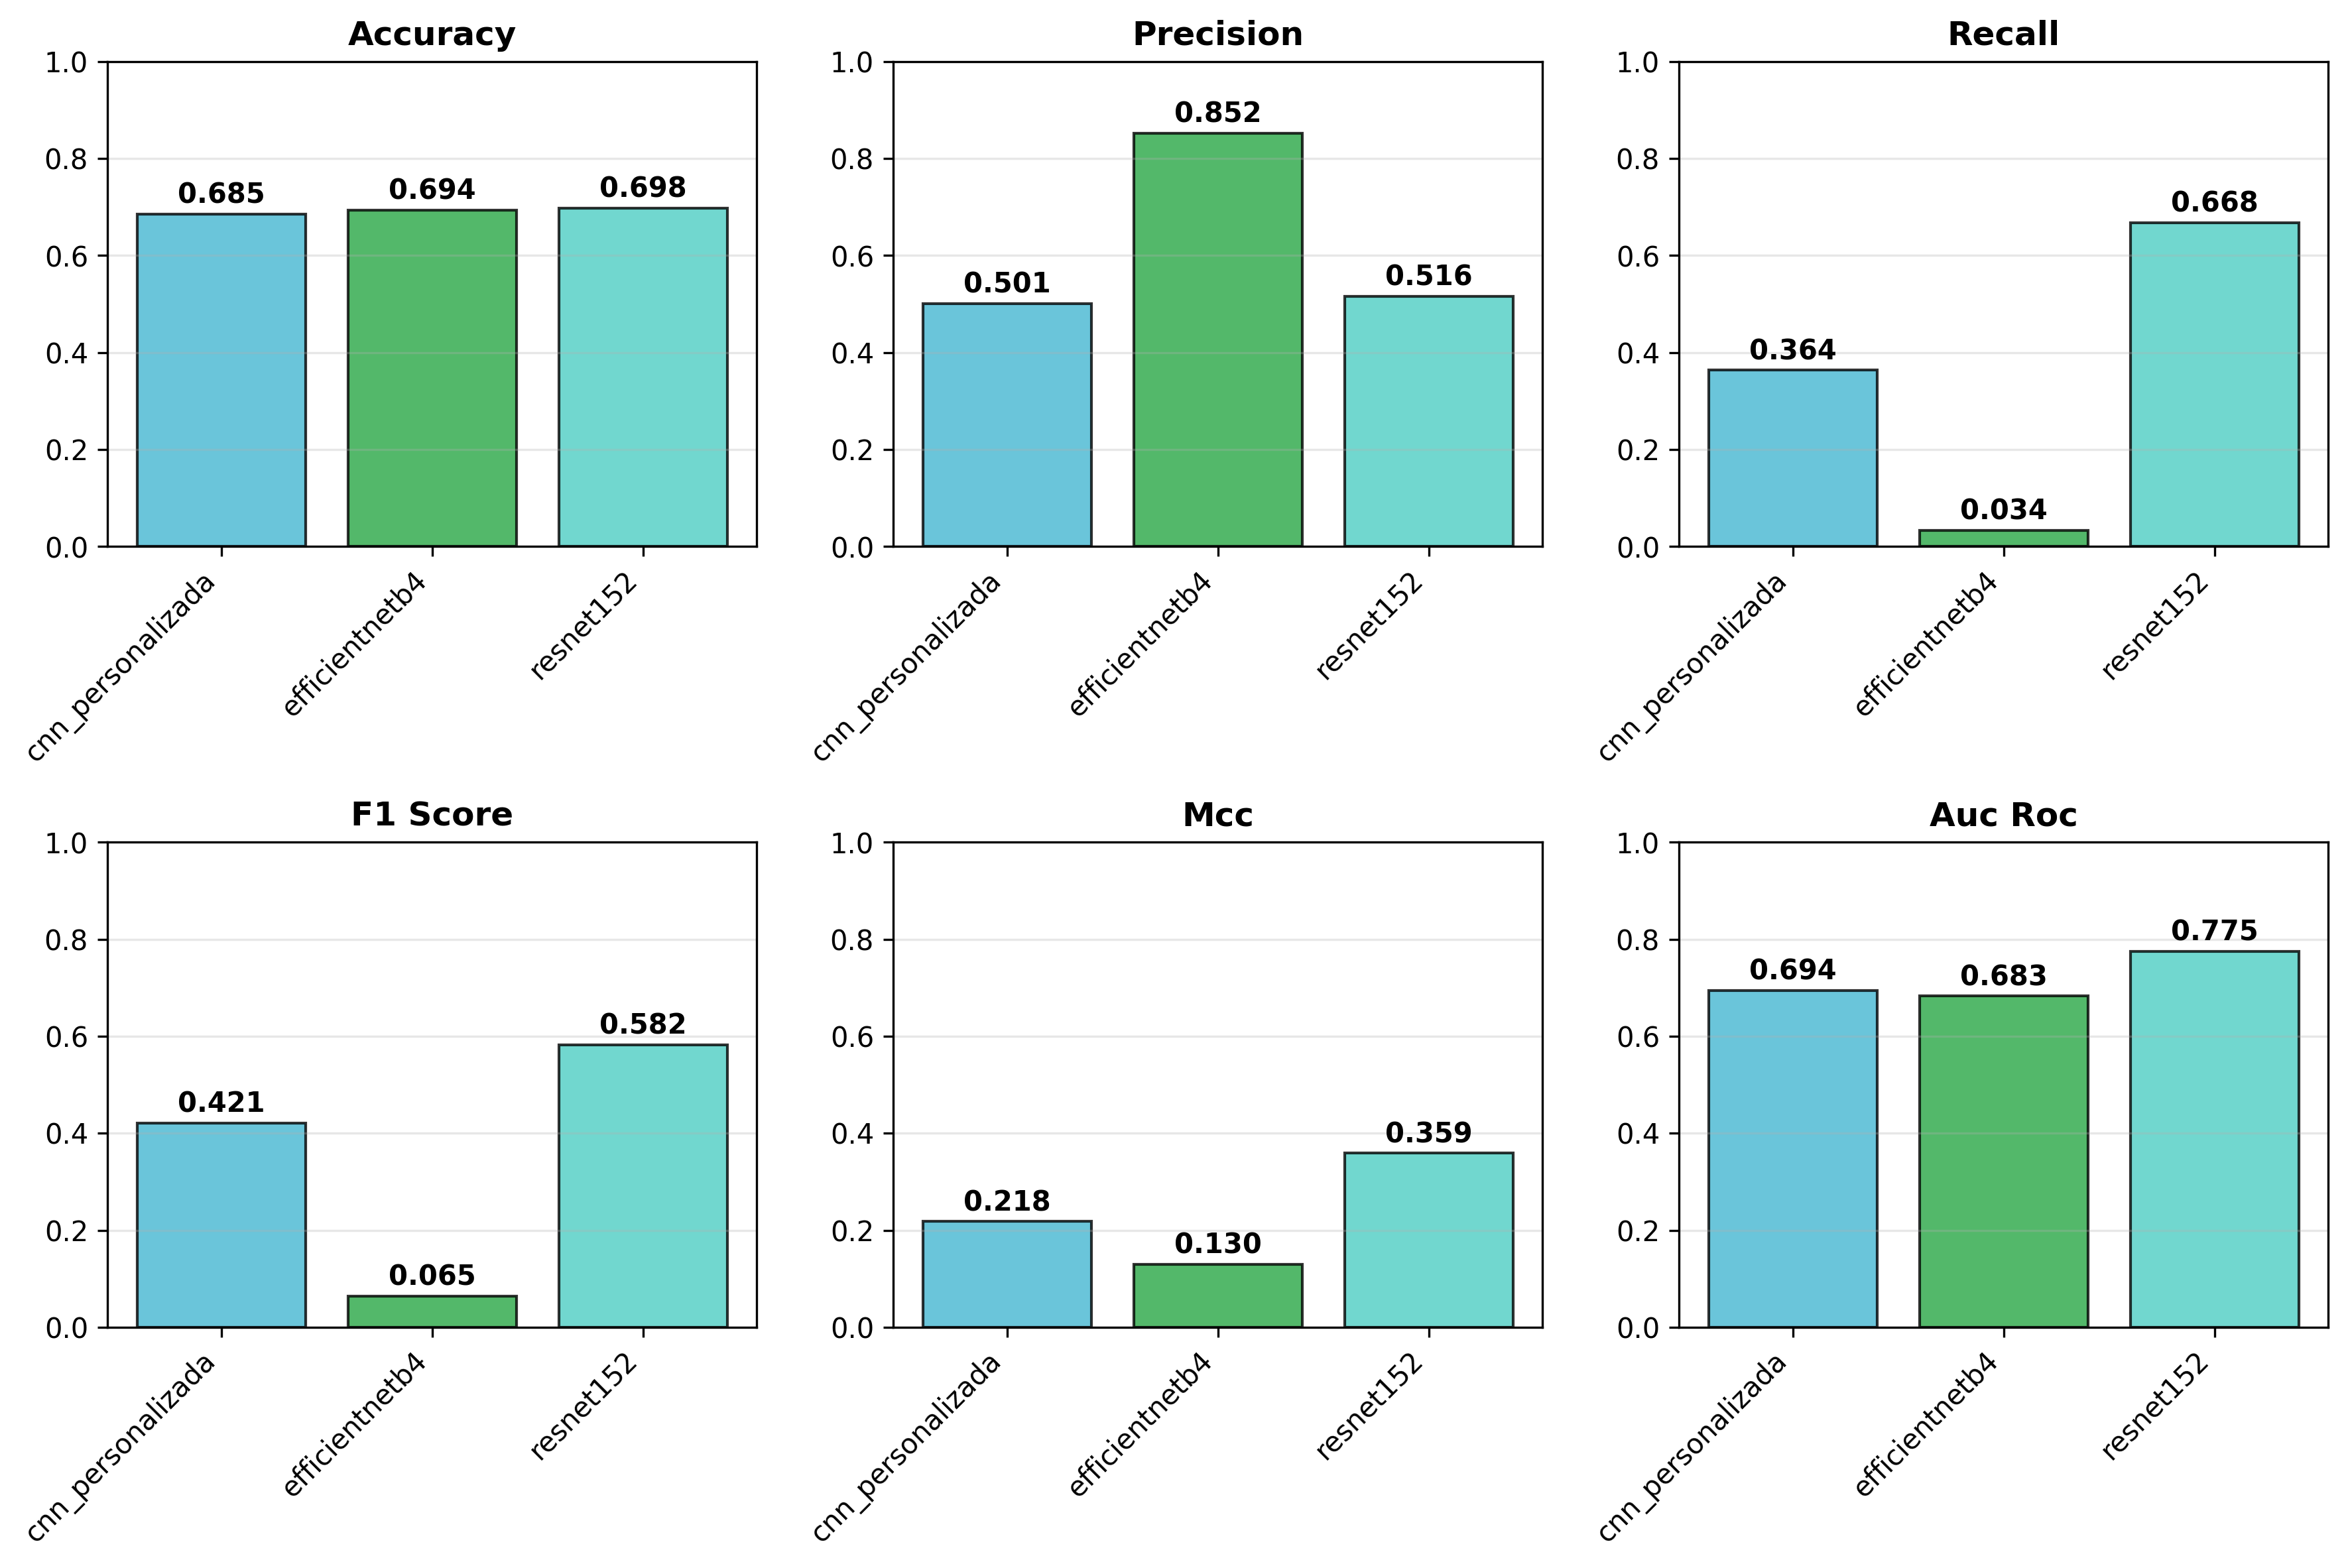 Accuracy
1.0
0.8
0.6
0.4
0.2
0.0
0.685
0.694
0.698
cnn_personalizada
efficientnetb4
resnet152
Precision
1.0
0.8
0.6
0.4
0.2
0.0
0.501
0.852
0.516
cnn_personalizada
efficientnetb4
resnet152
Recall
1.0
0.8
0.6
0.4
0.2
0.0
0.364
0.034
0.668
cnn_personalizada
efficientnetb4
resnet152
F1 Score
1.0
0.8
0.6
0.4
0.2
0.0
0.421
0.065
0.582
cnn_personalizada
efficientnetb4
resnet152
Mcc
1.0
0.8
0.6
0.4
0.2
0.0
0.218
0.130
0.359
cnn_personalizada
efficientnetb4
resnet152
Auc Roc
1.0
0.8
0.6
0.4
0.2
0.0
0.694
0.683
0.775
cnn_personalizada
efficientnetb4
resnet152